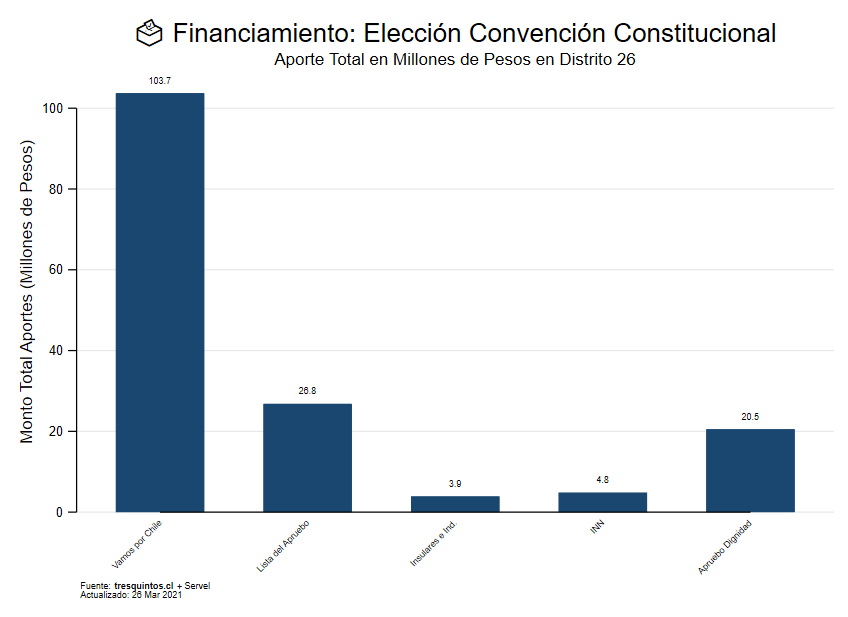 Financiamiento: Elección Convención Constitucional
Aporte Total en Millones de Pesos en Distrito 26
Monto Total Aportes (Millones de Pesos)
100
80
60
40
20
0
103.7
26.8
3.9
4.8
20.5
Vamos por Chile
Lista del Apruebo
Insulares e Ind.
INN
Apruebo Dignidad
Fuente: tresquintos.cl + Servel
Actualizado: 26 Mar 2021